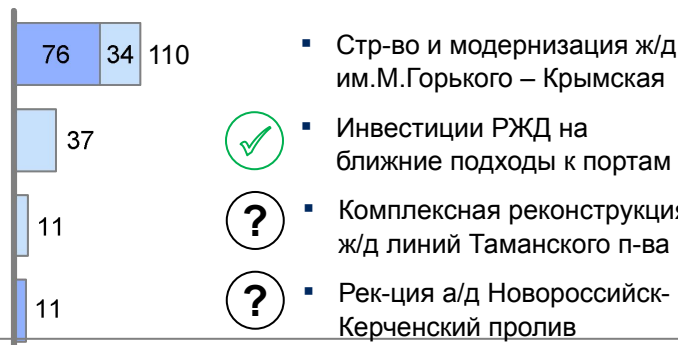 76 34 110
Стр-во и модернизация ж/д
им.М.Горького – Крымская
37
Инвестиции РЖД на
ближние подходы к портам
11
?
Комплексная реконструкция
ж/д линий Таманского п-ва
11
?
Рек-ция а/д Новороссийск-
Керченский пролив